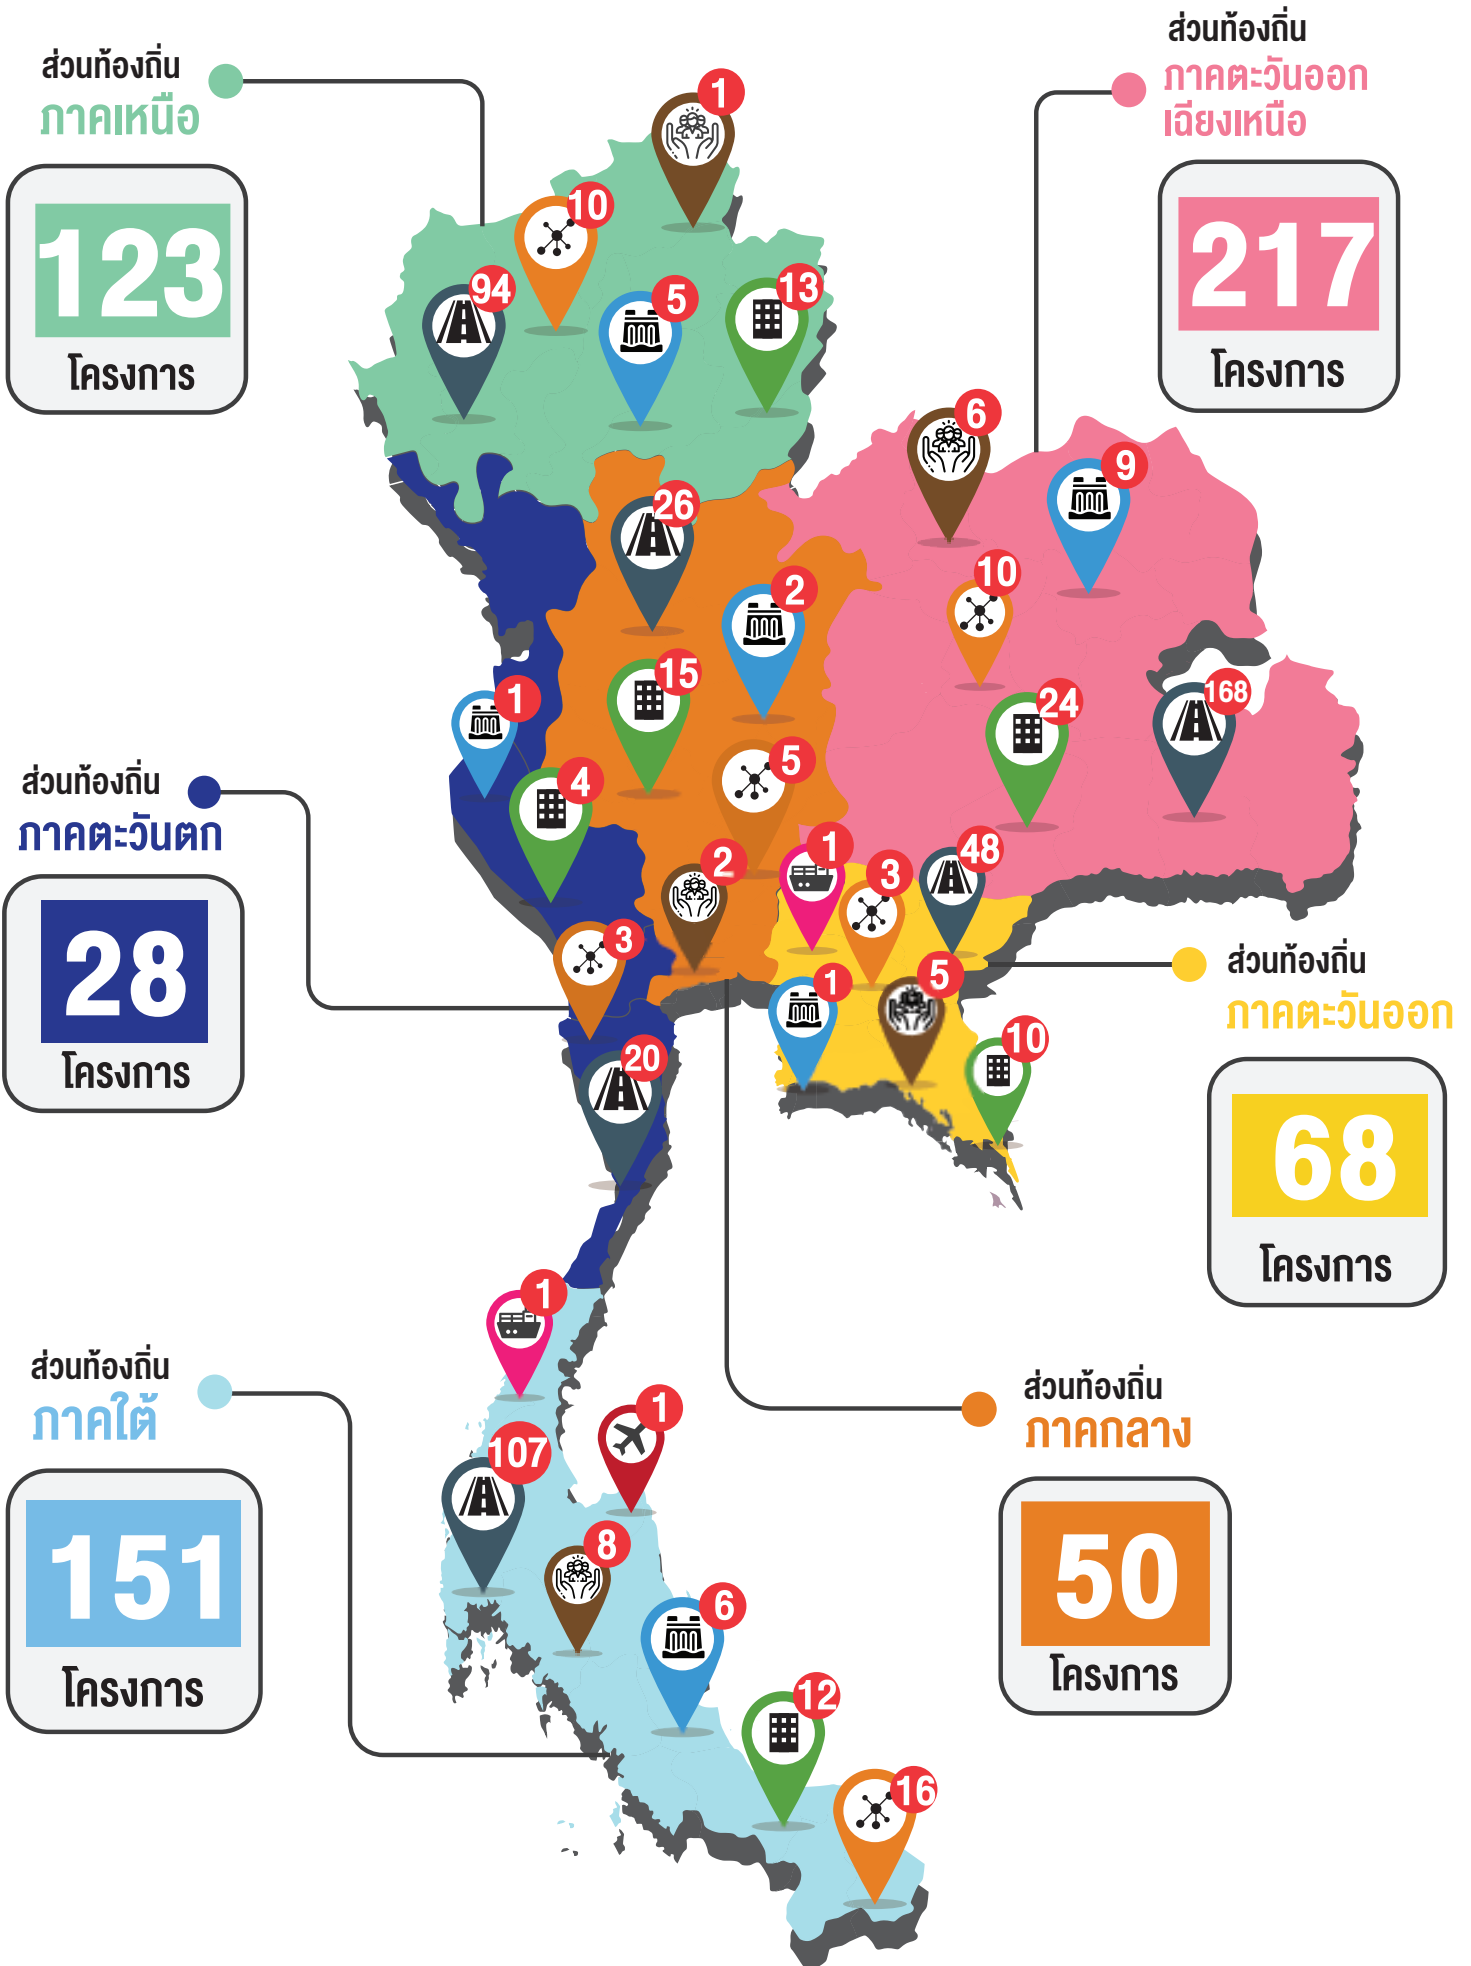 ส่วนท้องถิ่น
ภาคเหนือ
123
โครงการ
ส่วนท้องถิ่น
ภาคตะวันออก
เฉียงเหนือ
217
โครงการ
1
10
94
5
13
6
9
10
24
168
26
2
15
5
2
1
4
3
20
ส่วนท้องถิ่น
ภาคตะวันตก
28
โครงการ
1
3
48
1
5
10
ส่วนท้องถิ่น
ภาคตะวันออก
68
โครงการ
ส่วนท้องถิ่น
ภาคใต้
151
โครงการ
1
1
107
8
6
12
16
ส่วนท้องถิ่น
ภาคกลาง
50
โครงการ